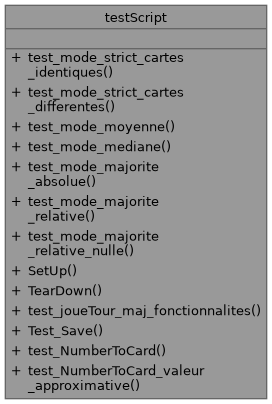 testScript
+ test_mode_strict_cartes
_identiques()
+ test_mode_strict_cartes
_differentes()
+ test_mode_moyenne()
+ test_mode_mediane()
+ test_mode_majorite
_absolue()
+ test_mode_majorite
_relative()
+ test_mode_majorite
_relative_nulle()
+ SetUp()
+ TearDown()
+ test_joueTour_maj_fonctionnalites()
+ Test_Save()
+ test_NumberToCard()
+ test_NumberToCard_valeur
_approximative()